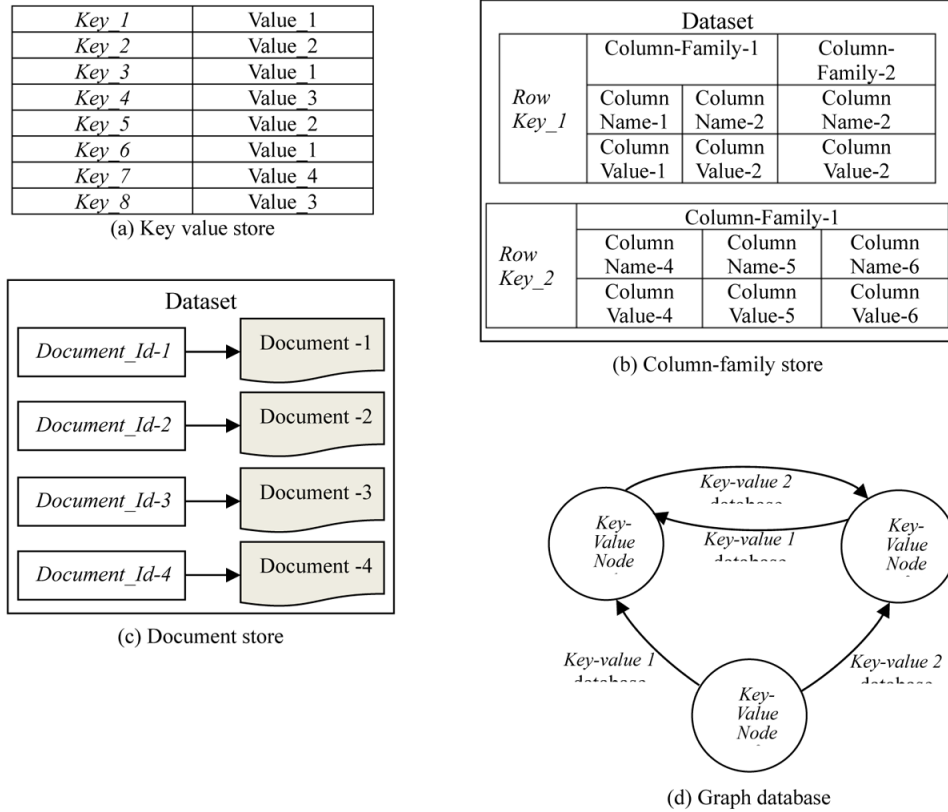 Key_1 Value_1
Key_2 Value_2
Key_3 Value_1
Key_4 Value_3
Key_5 Value_2
Key_6 Value_1
Key_7 Value_4
Key_8 Value_3
(a) Key value store
Dataset
Column-Family-1
Column-
Family-2
Row
Key_1
Column
Name-1
Column
Name-2
Column
Name-2
Column
Value-1
Column
Value-2
Column
Value-2
Column-Family-1
Row
Key_2
Column
Name-4
Column
Name-5
Column
Name-6
Column
Value-4
Column
Value-5
Column
Value-6
(b) Column-family store
Dataset
Document_Id-1
Document -1
Document_Id-2
Document -2
Document_Id-3
Document -3
Document_Id-4
Document -4
(c) Document store
Key-value 2
database
Key-
Value
Node
Key-value 1
database
Key-
Value
Node
Key-value 1
database
Key-value 2
database
Key-
Value
Node
(d) Graph database